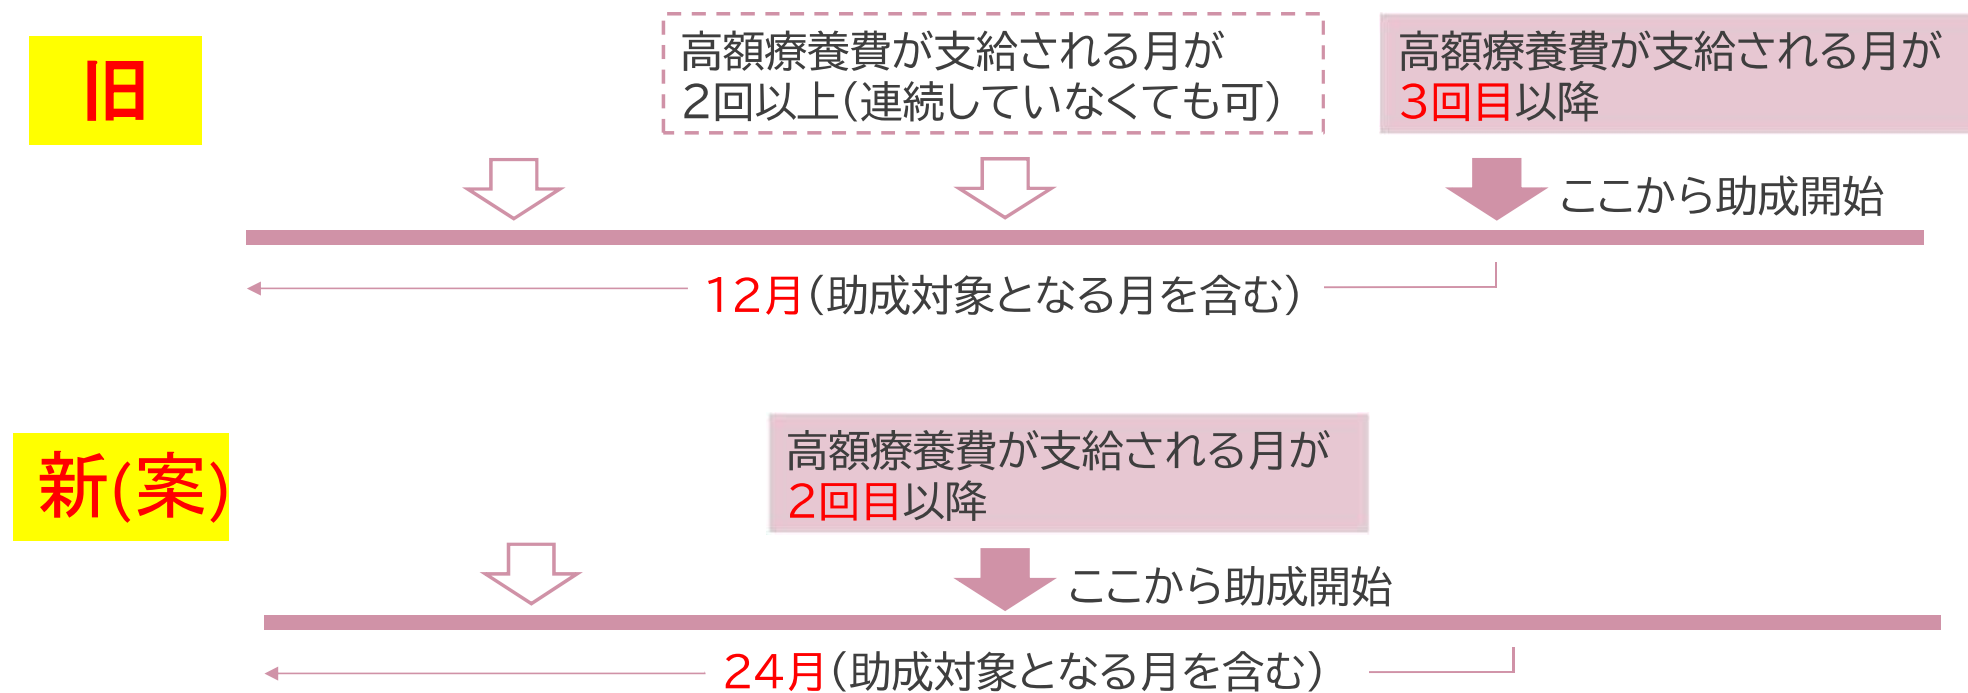 旧
高額療養費が支給される月が
2回以上(連続していなくても可)
高額療養費が支給される月が
3回目以降
ここから助成開始
12月(助成対象となる月を含む)
新(案)
高額療養費が支給される月が
2回目以降
ここから助成開始
24月(助成対象となる月を含む)